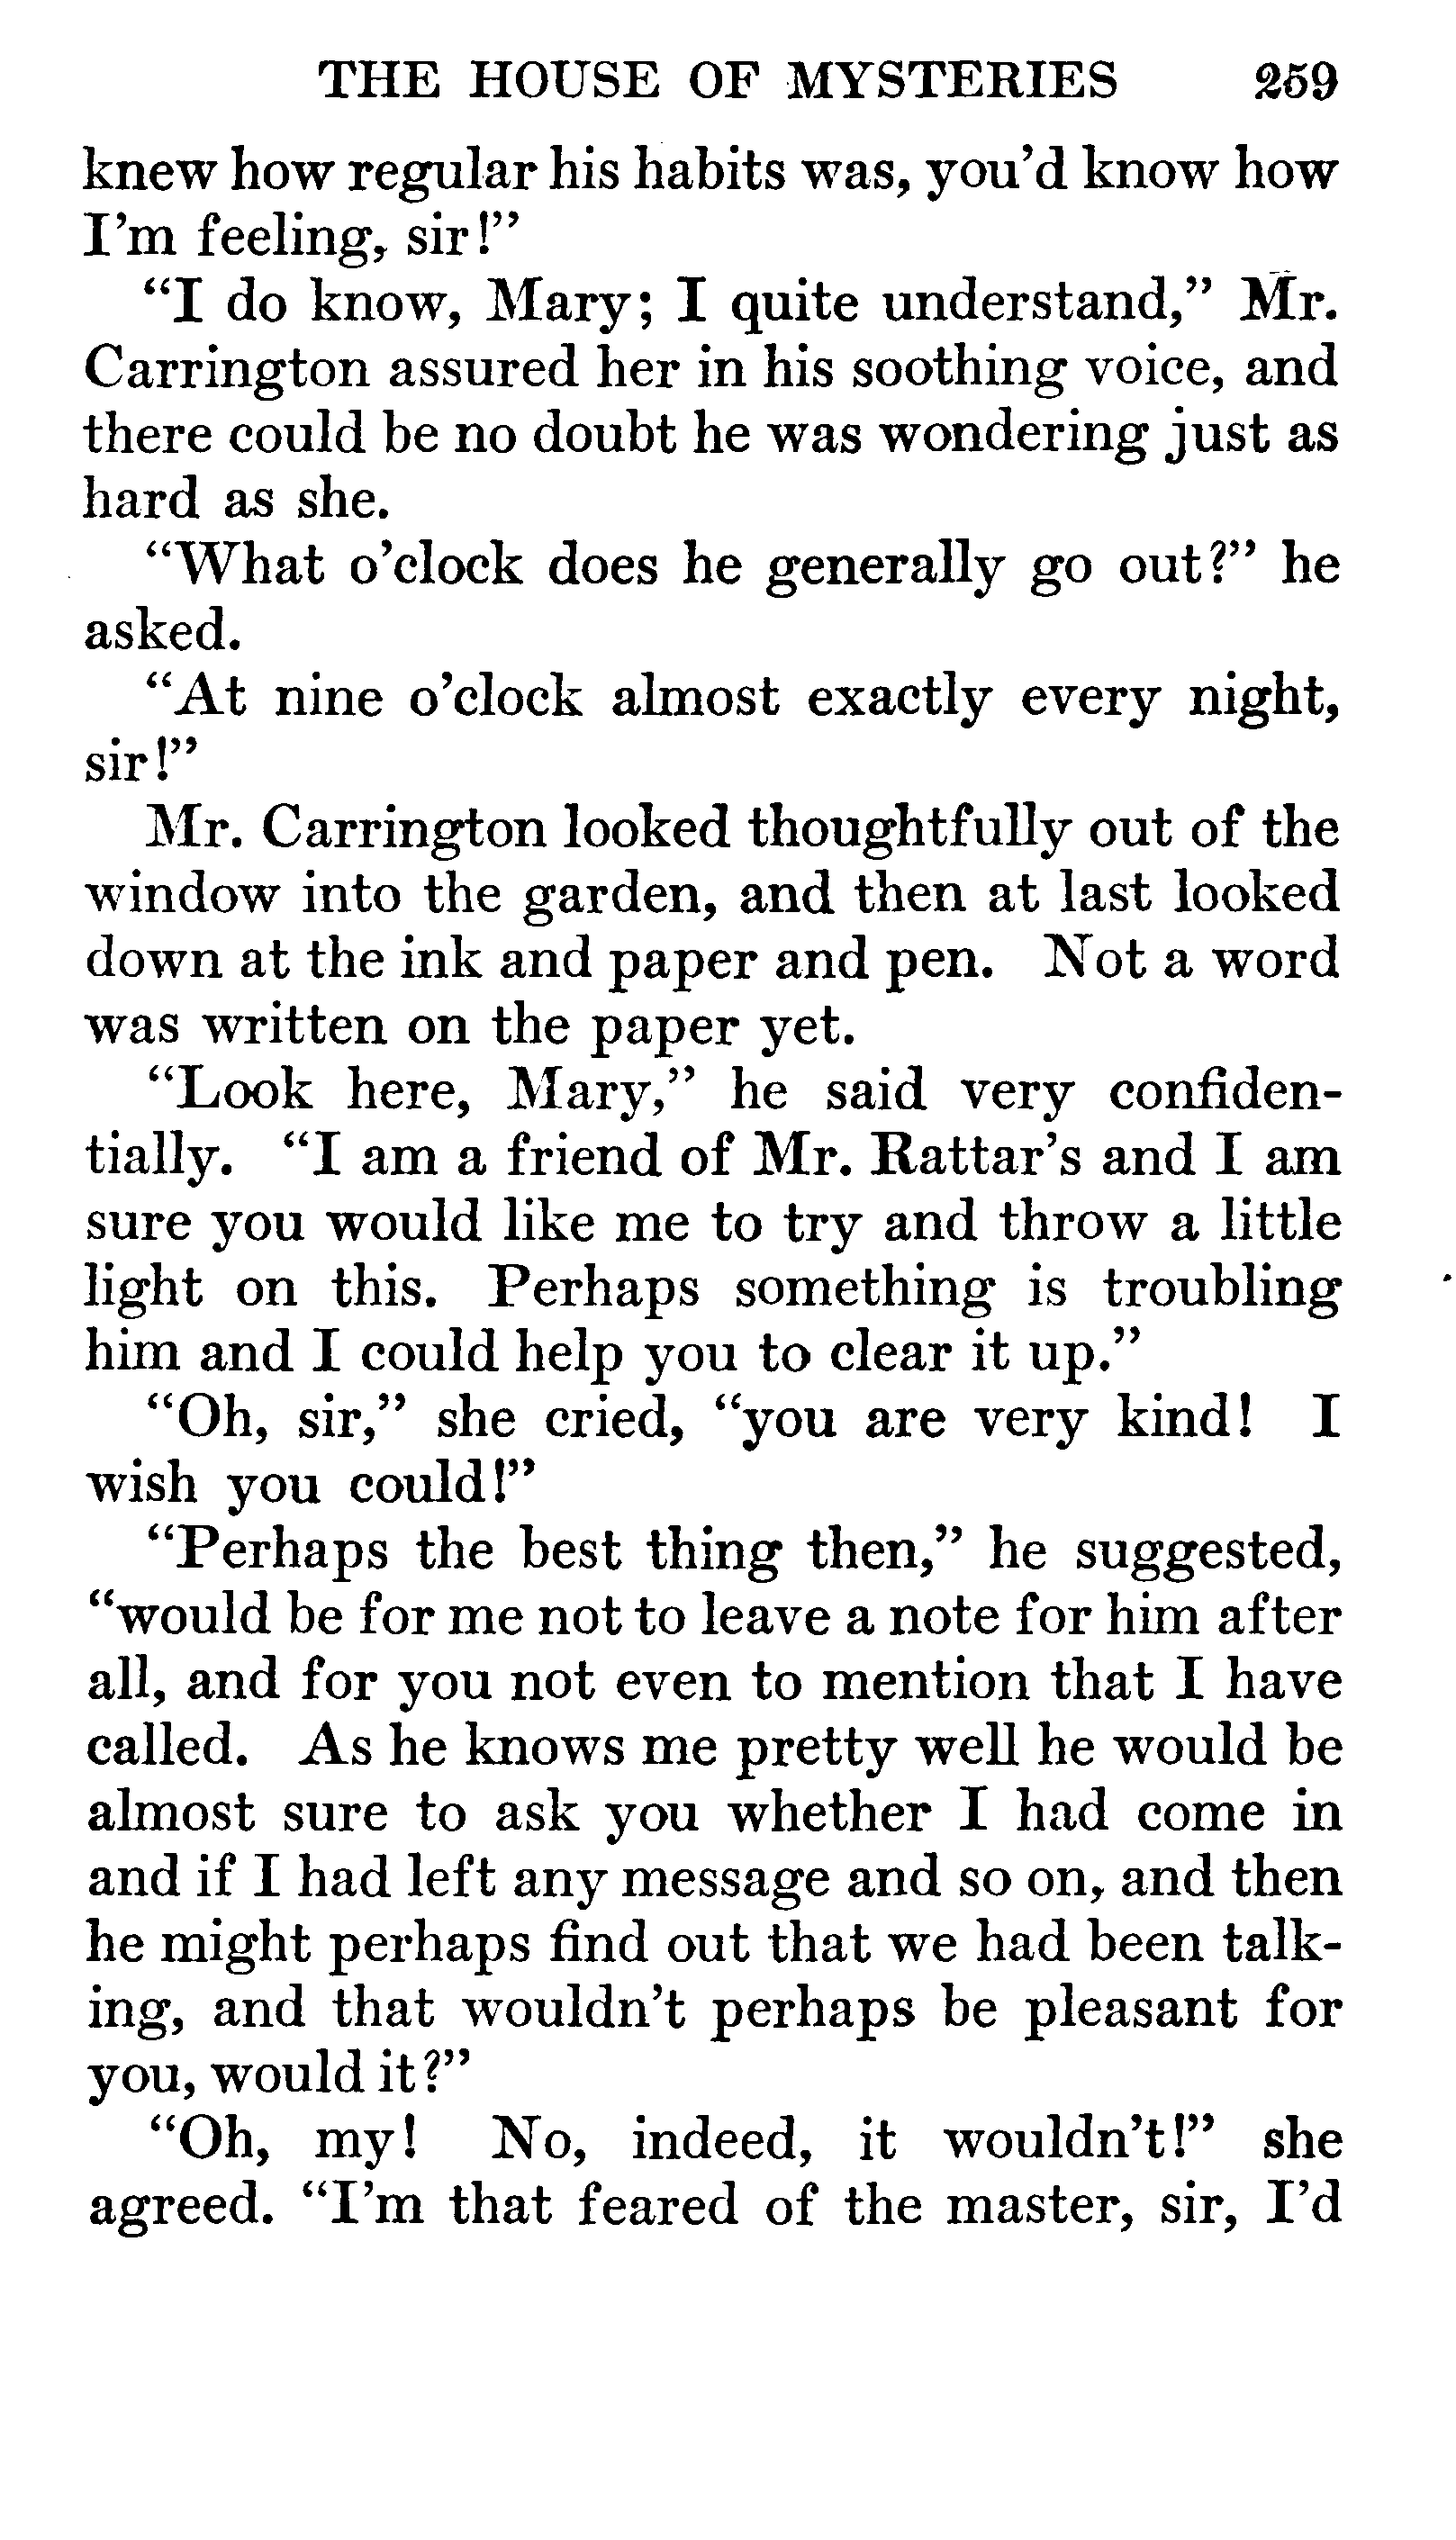 THE HOUSE OF MYSTERIES 259
knew how regular his habits was, you'd know how
I'm feeling, sir!"
"I do know, Mary; I quite understand," Mr.
Carrington assured her in his soothing voice, and
there could be no doubt he was wondering just as
hard as she.
"What o'clock does he generally go out?" he
asked.
"At nine o'clock almost exactly every night,
sir!"
Mr. Carrington looked thoughtfully out of the
window into the garden, and then at last looked
down at the ink and paper and pen. Not a word
was written on the paper yet.
"Look here, Mary," he said very confiden-
tially. "I am a friend of Mr. Rattar's and I am
sure you would like me to try and throw a little
light on this. Perhaps something is troubling
him and I could help you to clear it up."
"Oh, sir," she cried, "you are very kind! I
wish you could!"
"Perhaps the best thing then," he suggested,
"would be for me not to leave a note for him after
all, and for you not even to mention that I have
called. As he knows me pretty well he would be
almost sure to ask you whether I had come in
and if I had left any message and so on, and then
he might perhaps find out that we had been talk-
ing, and that wouldn't perhaps be pleasant for
you, would it?"
"Oh, my! No, indeed, it wouldn't!" she
agreed. "I'm that feared of the master, sir, I'd